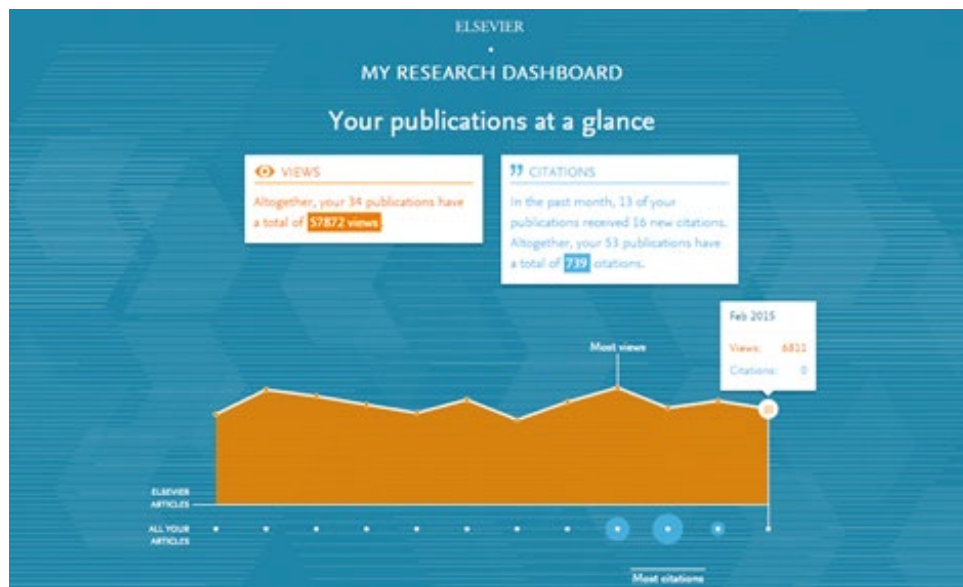 ELSEVIER
MY RESEARCH DASHBOARD
Your publications at a glance
VIEWS
Altogether, your 34 publications have
a total of 57872 views.
CITATIONS
In the past month, 13 of your
publications received 16 new citations.
Altogether, your 53 publications have
a total of 739 citations.
Feb 2015
Views: 6811
Citations: 0
Most views
ELSEVIER
ARTICLES
ALL YOUR
ARTICLES
Most citations